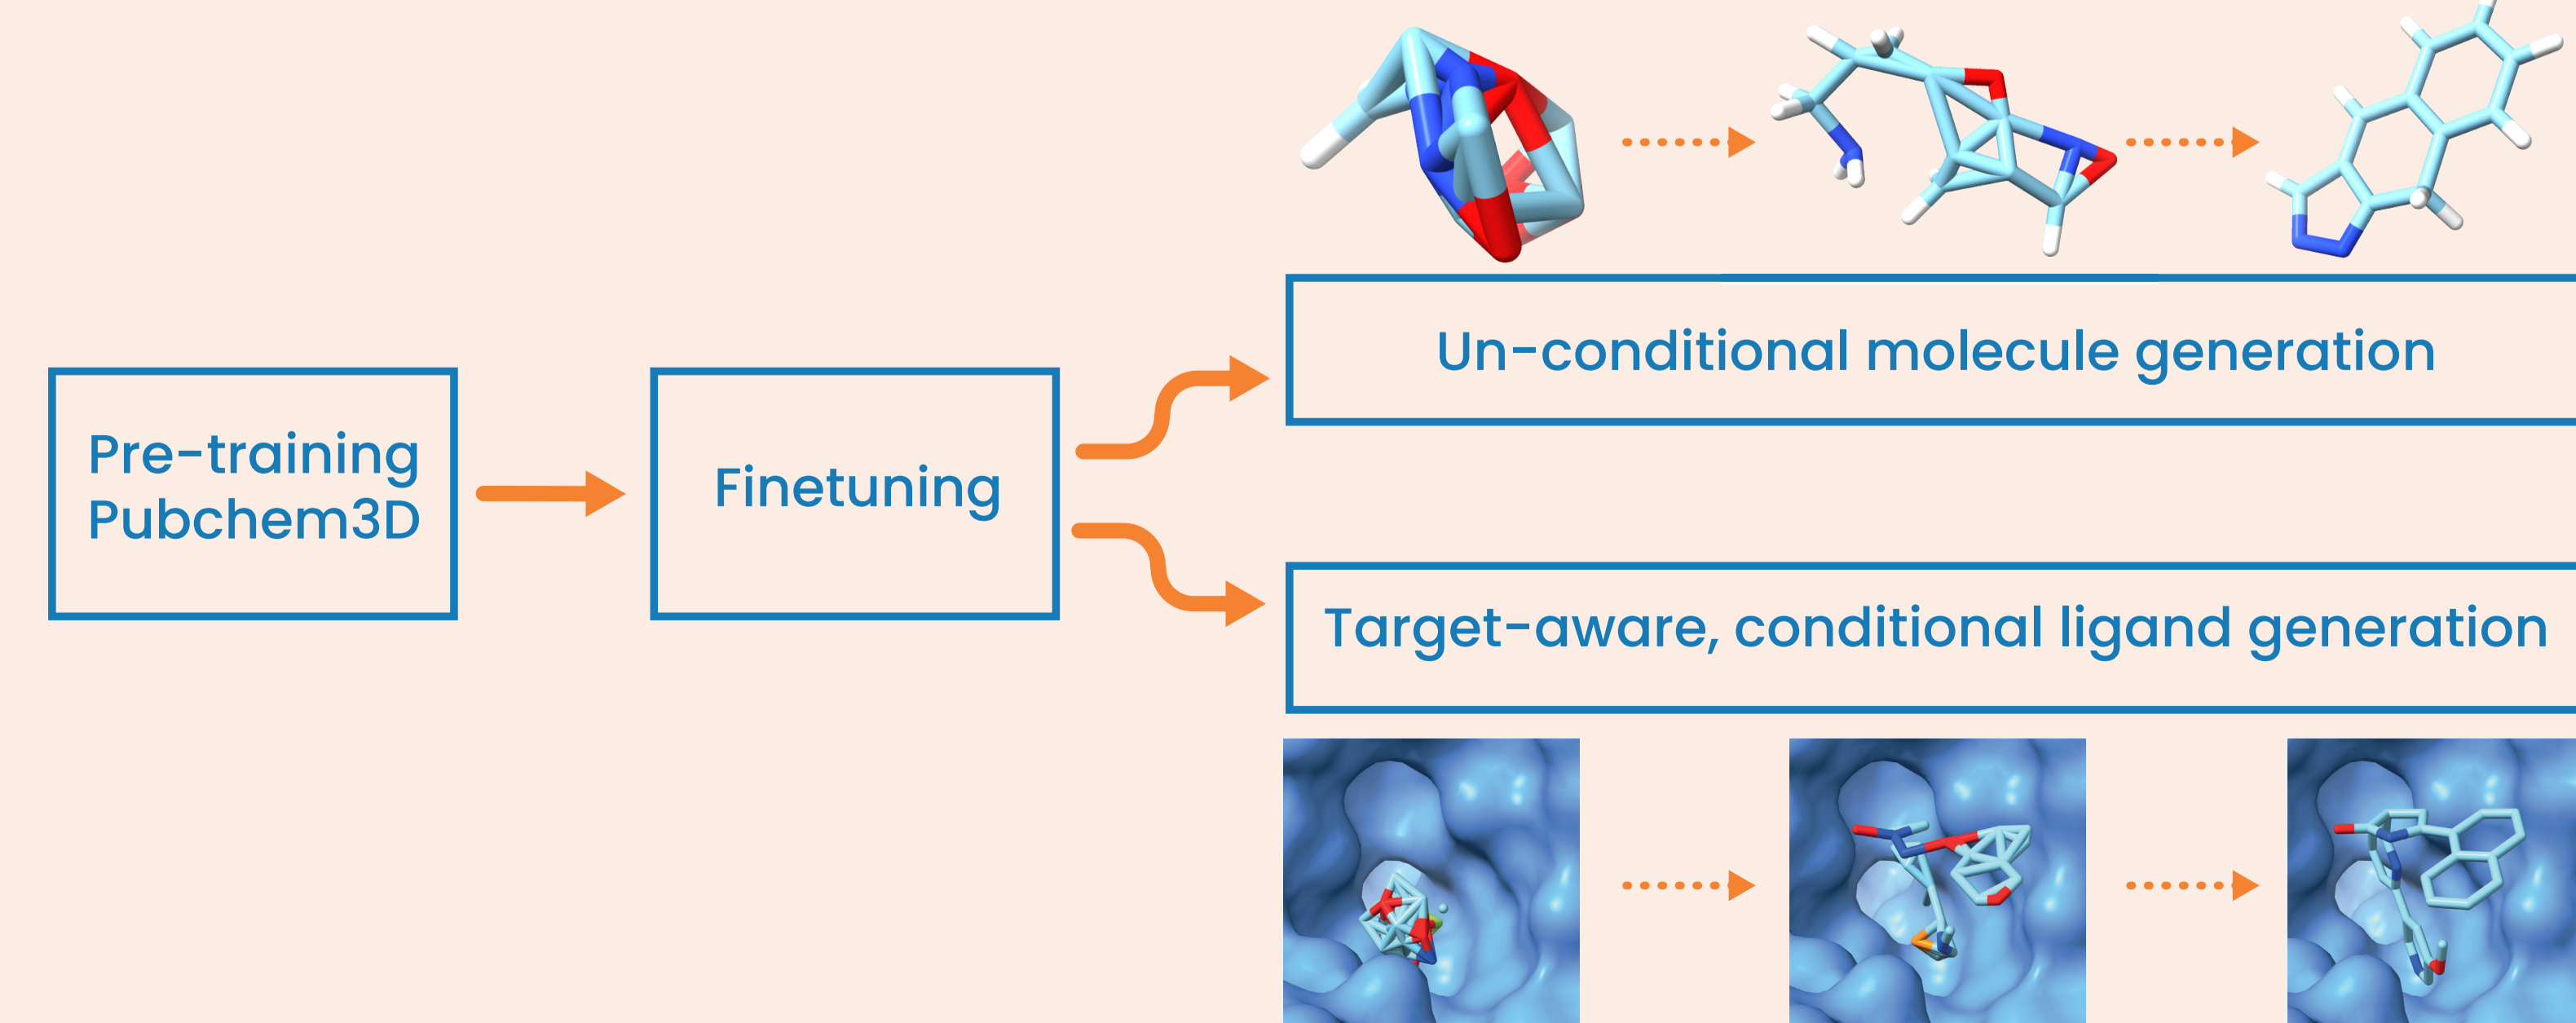 Pre-training
Pubchem3D
Finetuning
Un-conditional molecule generation
Target-aware, conditional ligand generation